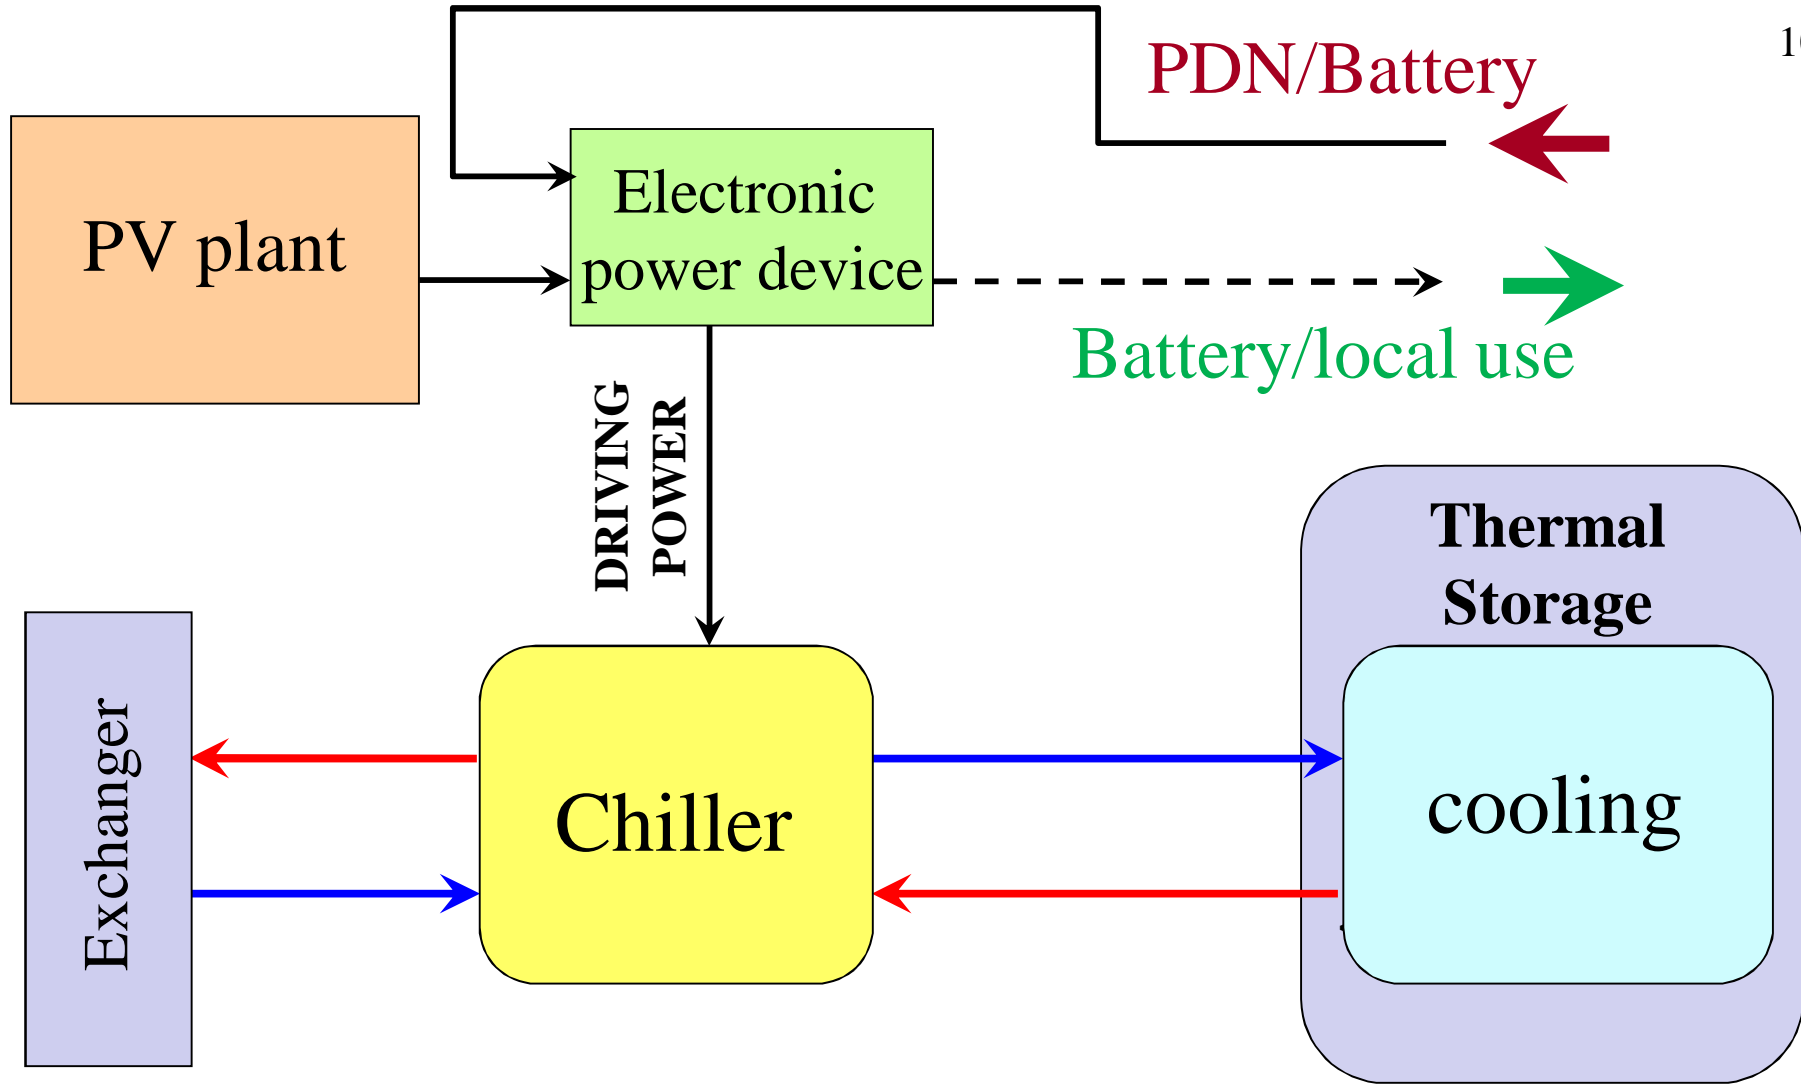 PDN/Battery
PV plant
Electronic
power device
Battery/local use
DRIVING
POWER
Thermal
Storage
Exchanger
Chiller
cooling